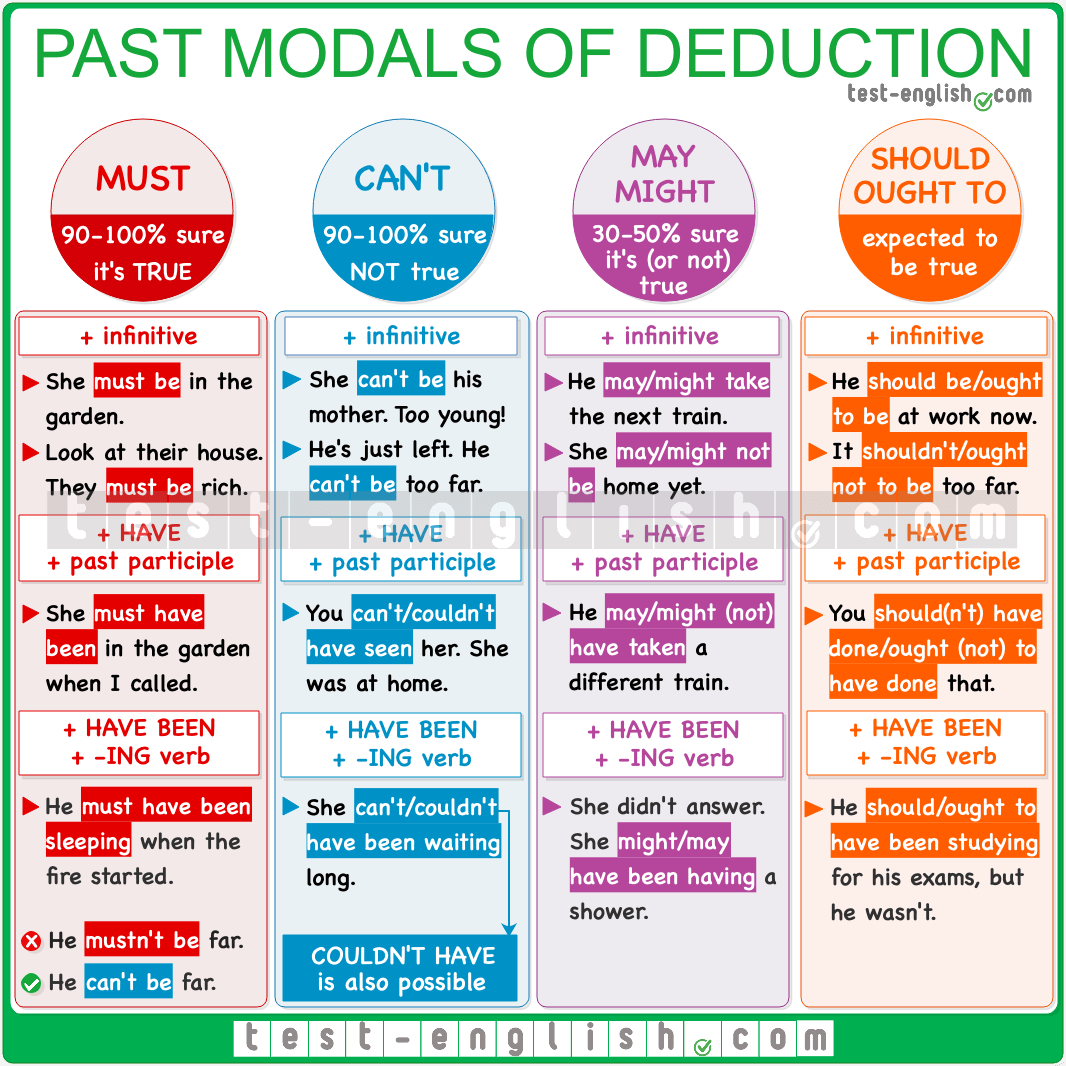 PAST MODALS OF DEDUCTION
test-english.com
MUST
90–100% sure
it's TRUE
+ infinitive
She must be in the
garden.
Look at their house.
They must be rich.
+ HAVE
+ past participle
She must have
been in the garden
when I called.
+ HAVE BEEN
+ -ING verb
He must have been
sleeping when the
fire started.
He mustn't be far.
He can't be far.
CAN'T
90–100% sure
NOT true
+ infinitive
She can't be his
mother. Too young!
He's just left. He
can't be too far.
+ HAVE
+ past participle
You can't/couldn't
have seen her. She
was at home.
+ HAVE BEEN
+ -ING verb
She can't/couldn't
have been waiting
long.
COULDN'T HAVE
is also possible
MAY
MIGHT
30–50% sure
it's (or not)
true
+ infinitive
He may/might take
the next train.
She may/might not
be home yet.
+ HAVE
+ past participle
He may/might (not)
have taken a
different train.
+ HAVE BEEN
+ -ING verb
She didn't answer.
She might/may
have been having a
shower.
SHOULD
OUGHT TO
expected to
be true
+ infinitive
He should be/ought
to be at work now.
It shouldn't/ought
not to be too far.
+ HAVE
+ past participle
You should(n't) have
done/ought (not) to
have done that.
+ HAVE BEEN
+ -ING verb
He should/ought to
have been studying
for his exams, but
he wasn't.
test-english.com
test-english.com